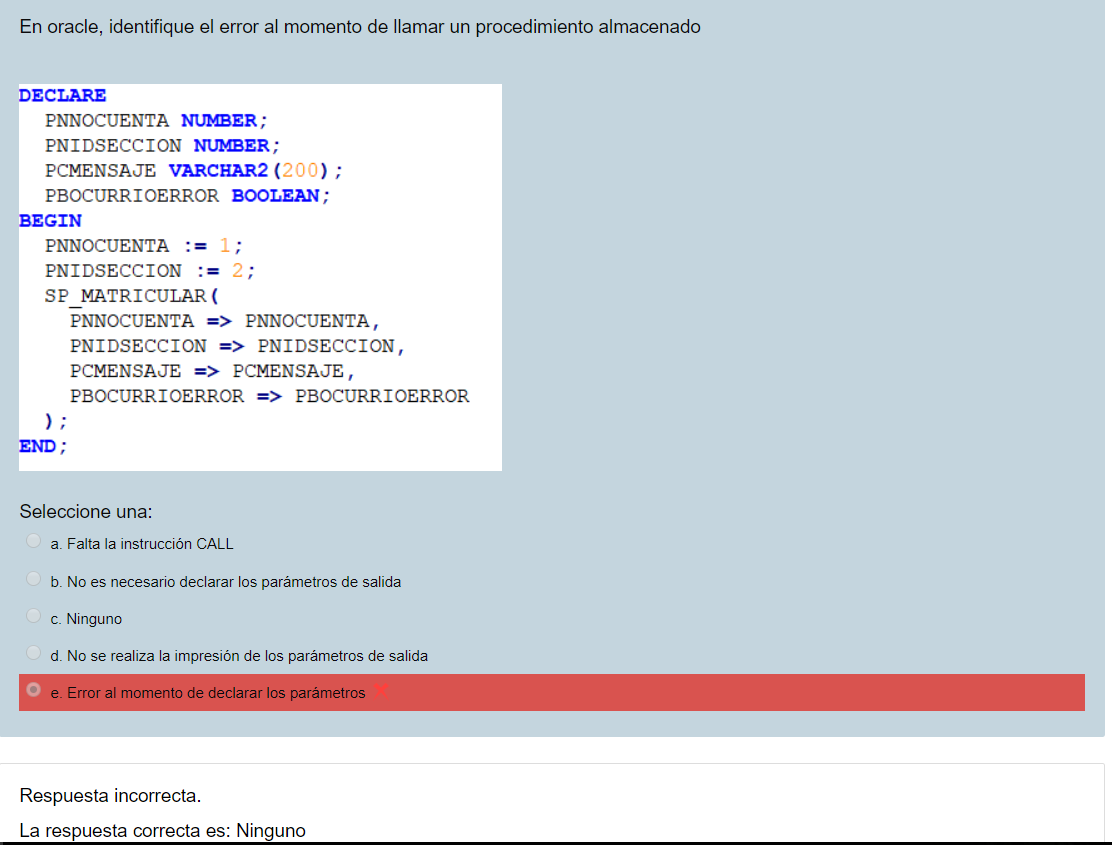 En oracle, identifique el error al momento de llamar un procedimiento almacenado
DECLARE
PNNOCUENTA NUMBER;
PNIDSECCION NUMBER;
PCMENSAJE VARCHAR2(200);
PBOCURRIOERROR BOOLEAN;
BEGIN
PNNOCUENTA := 1;
PNIDSECCION := 2;
SP_MATRICULAR(
PNNOCUENTA => PNNOCUENTA,
PNIDSECCION => PNIDSECCION,
PCMENSAJE => PCMENSAJE,
PBOCURRIOERROR => PBOCURRIOERROR
);
END;
Seleccione una:
a. Falta la instrucción CALL
b. No es necesario declarar los parámetros de salida
c. Ninguno
d. No se realiza la impresión de los parámetros de salida
e. Error al momento de declarar los parámetros
Respuesta incorrecta.
La respuesta correcta es: Ninguno